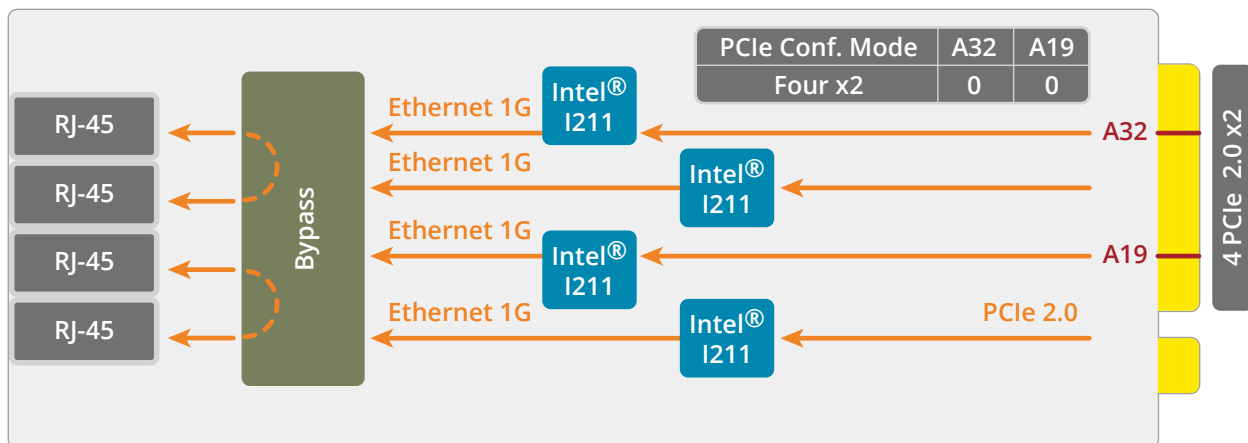 PCIe Conf. Mode A32 A19
Four x2 0 0
RJ-45
RJ-45
RJ-45
RJ-45
Bypass
Ethernet 1G
Ethernet 1G
Ethernet 1G
Ethernet 1G
Intel®
I211
Intel®
I211
Intel®
I211
Intel®
I211
A32
A19
PCIe 2.0
4 PCIe 2.0 x2